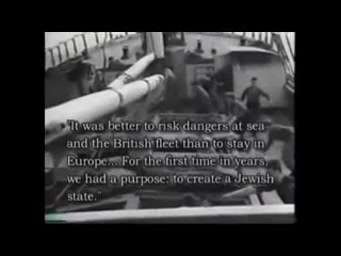 "It was better to risk dangers at sea
and the British fleet than to stay in
Europe... For the first time in years,
we had a purpose: to create a Jewish
state."